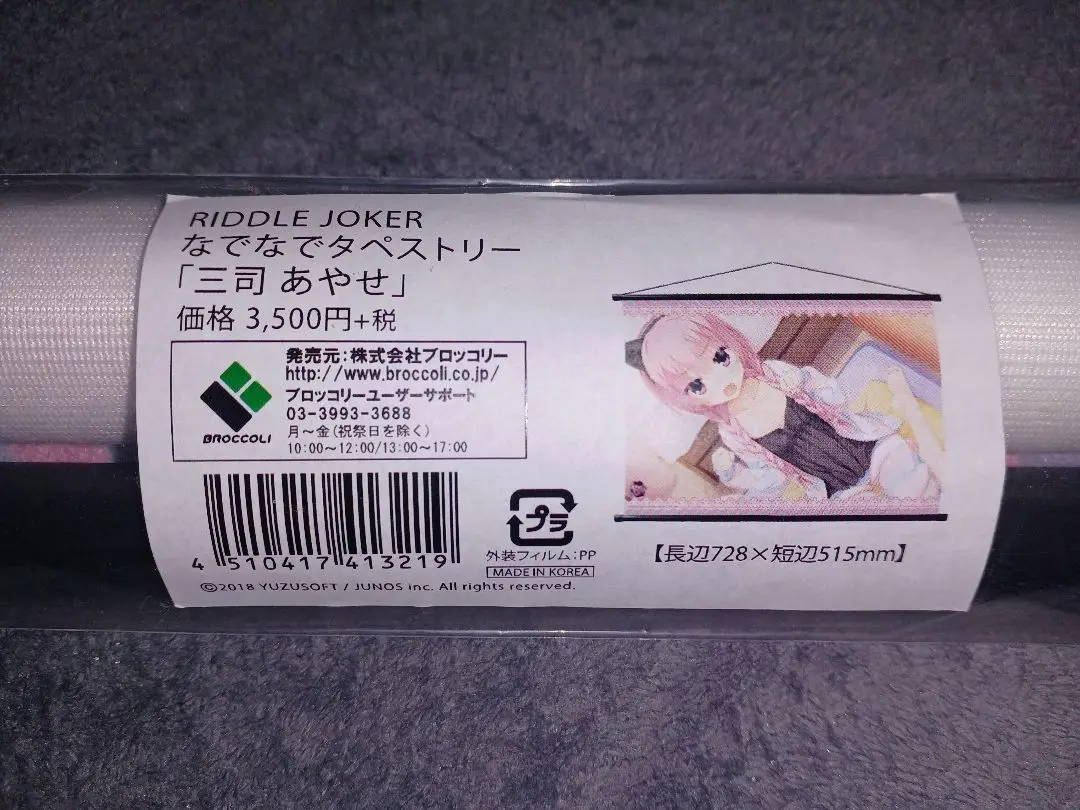 RIDDLE JOKER
なでなでタペストリー
「三司 あやせ」
価格 3,500円+税
発売元:株式会社ブロッコリー
http://www.broccoli.co.jp/
ブロッコリーユーザーサポート
03-3993-3688
月～金(祝祭日を除く)
10:00～12:00/13:00～17:00
BROCCOLI
4 510417 413219
プラ
外装フィルム:PP
MADE IN KOREA
©2018 YUZUSOFT / JUNOS inc. All rights reserved.
【長辺728×短辺515mm】